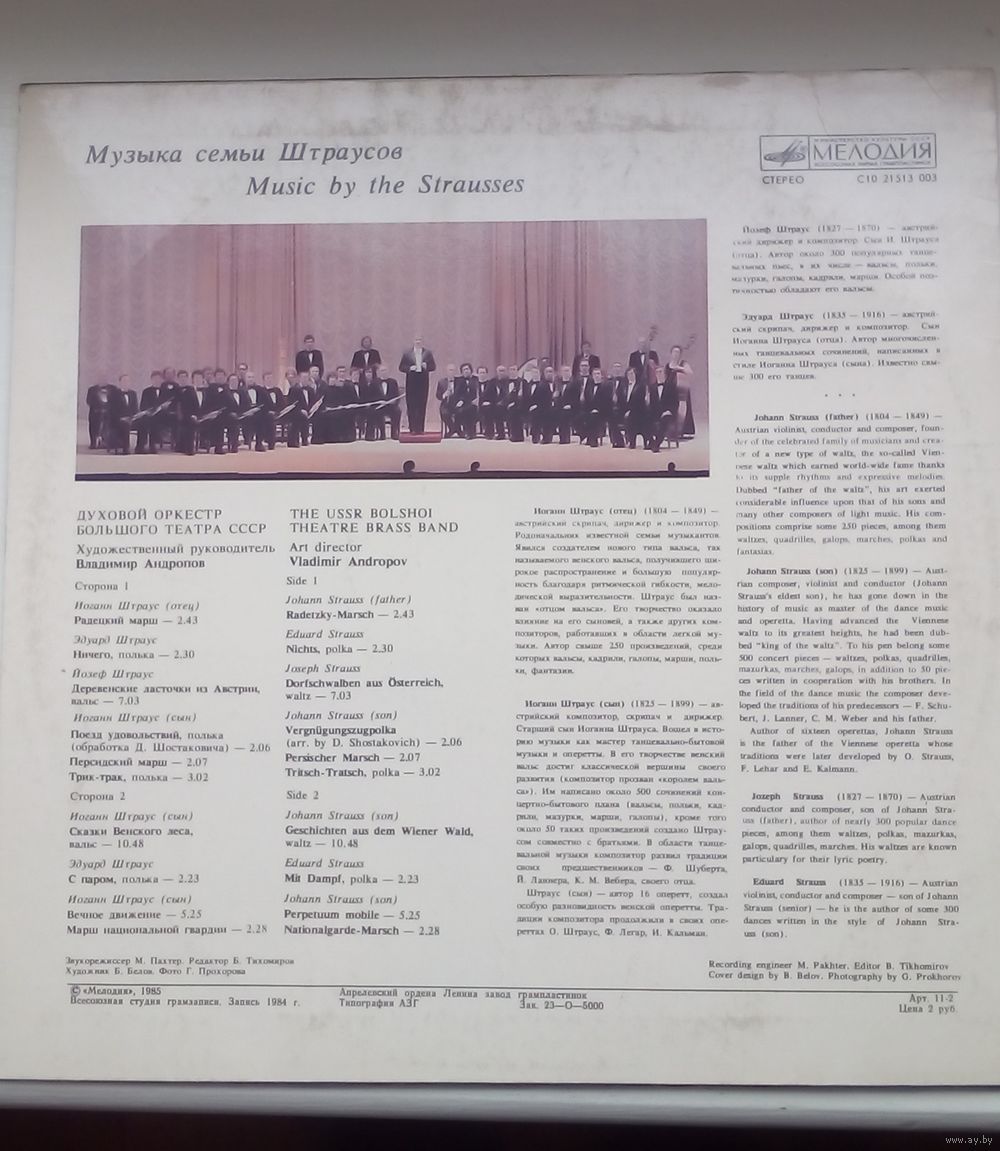 Музыка семьи Штраусов
Music by the Strausses
МИНИСТЕРСТВО КУЛЬТУРЫ СССР
МЕЛОДИЯ
СТЕРЕО
С10 21513 003
ДУХОВОЙ ОРКЕСТР
БОЛЬШОГО ТЕАТРА СССР
Художественный руководитель
Владимир Андропов
Сторона 1
Иоганн Штраус (отец)
Радецкий марш — 2.43
Эдуард Штраус
Ничего, полька — 2.30
Йозеф Штраус
Деревенские ласточки из Австрии,
вальс — 7.03
Иоганн Штраус (сын)
Поезд удовольствий, полька
(обработка Д. Шостаковича) — 2.06
Персидский марш — 2.07
Трик-трак, полька — 3.02
Сторона 2
Иоганн Штраус (сын)
Сказки Венского леса,
вальс — 10.48
Эдуард Штраус
С паром, полька — 2.23
Иоганн Штраус (сын)
Вечное движение — 5.25
Марш национальной гвардии — 2.28
THE USSR BOLSHOI
THEATRE BRASS BAND
Art director
Vladimir Andropov
Side 1
Johann Strauss (father)
Radetzky-Marsch — 2.43
Eduard Strauss
Nichts, polka — 2.30
Joseph Strauss
Dorfschwalben aus Österreich,
waltz — 7.03
Johann Strauss (son)
Vergnügungszugpolka
(arr. by D. Shostakovich) — 2.06
Persischer Marsch — 2.07
Tritsch-Tratsch, polka — 3.02
Side 2
Johann Strauss (son)
Geschichten aus dem Wiener Wald,
waltz — 10.48
Eduard Strauss
Mit Dampf, polka — 2.23
Johann Strauss (son)
Perpetuum mobile — 5.25
Nationalgarde-Marsch — 2.28
Иоганн Штраус (отец) (1804 — 1849) —
австрийский скрипач, дирижер и композитор.
Родоначальник известной семьи музыкантов.
Явился создателем нового типа вальса, так
называемого венского вальса, получившего ши-
рокое распространение и большую популяр-
ность благодаря ритмической гибкости, мело-
дической выразительности. Штраус был наз-
ван «отцом вальса». Его творчество оказало
влияние на его сыновей, а также других ком-
позиторов, работавших в области легкой му-
зыки. Автор свыше 250 произведений, среди
которых вальсы, кадрили, галопы, марши, поль-
ки, фантазии.
Иоганн Штраус (сын) (1825 — 1899) — ав-
стрийский композитор, скрипач и дирижер.
Старший сын Иоганна Штрауса. Вошел в исто-
рию музыки как мастер танцевально-бытовой
музыки и оперетты. В его творчестве венский
вальс достиг классической вершины своего
развития (композитор прозван «королем валь-
са»). Им написано около 500 сочинений кон-
цертно-бытового плана (вальсы, польки, кад-
рили, мазурки, марши, галопы), кроме того
около 50 таких произведений создано Штрау-
сом совместно с братьями. В области танце-
вальной музыки композитор развил традиции
своих предшественников — Ф. Шуберта,
Й. Ланнера, К. М. Вебера, своего отца.
Штраус (сын) — автор 16 оперетт, создал
особую разновидность венской оперетты. Тра-
диции композитора продолжили в своих опе-
реттах О. Штраус, Ф. Легар, И. Кальман.
Йозеф Штраус (1827 — 1870) — австрий-
ский дирижер и композитор. Сын И. Штрауса
(отца). Автор около 300 популярных танце-
вальных пьес, в их числе — вальсы, польки,
мазурки, галопы, кадрили, марши. Особой поэ-
тичностью обладают его вальсы.
Эдуард Штраус (1835 — 1916) — австрий-
ский скрипач, дирижер и композитор. Сын
Иоганна Штрауса (отца). Автор многочислен-
ных танцевальных сочинений, написанных в
стиле Иоганна Штрауса (сына). Известно свы-
ше 300 его танцев.
Johann Strauss (father) (1804 — 1849) —
Austrian violinist, conductor and composer, foun-
der of the celebrated family of musicians and crea-
tor of a new type of waltz, the so-called Vien-
nese waltz which earned world-wide fame thanks
to its supple rhythms and expressive melodies.
Dubbed "father of the waltz", his art exerted
considerable influence upon that of his sons and
many other composers of light music. His com-
positions comprise some 250 pieces, among them
waltzes, quadrilles, galops, marches, polkas and
fantasias.
Johann Strauss (son) (1825 — 1899) — Aust-
rian composer, violinist and conductor (Johann
Strauss's eldest son), he has gone down in the
history of music as master of the dance music
and operetta. Having advanced the Viennese
waltz to its greatest heights, he had been dub-
bed "king of the waltz". To his pen belong some
500 concert pieces — waltzes, polkas, quadrilles,
mazurkas, marches, galops, in addition to 50 pie-
ces written in cooperation with his brothers. In
the field of the dance music the composer deve-
loped the traditions of his predecessors — F. Schu-
bert, J. Lanner, C. M. Weber and his father.
Author of sixteen operettas, Johann Strauss
is the father of the Viennese operetta whose
traditions were later developed by O. Strauss,
F. Lehar and E. Kalmann.
Jozeph Strauss (1827 — 1870) — Austrian
conductor and composer, son of Johann Stra-
uss (father), author of nearly 300 popular dance
pieces, among them waltzes, polkas, mazurkas,
galops, quadrilles, marches. His waltzes are known
particulary for their lyric poetry.
Eduard Strauss (1835 — 1916) — Austrian
violinist, conductor and composer — son of Johann
Strauss (senior) — he is the author of some 300
dances written in the style of Johann Stra-
uss (son).
Звукорежиссер М. Пахтер. Редактор Б. Тихомиров
Художник Б. Белов. Фото Г. Прохорова
Recording engineer M. Pakhter. Editor B. Tikhomirov
Cover design by B. Belov. Photography by G. Prokhorov
© «Мелодия», 1985
Всесоюзная студия грамзаписи. Запись 1984 г.
Апрелевский ордена Ленина завод грампластинок
Типография АЗГ
Зак. 23—О—5000
Арт. 11-2
Цена 2 руб.
www.ay.by